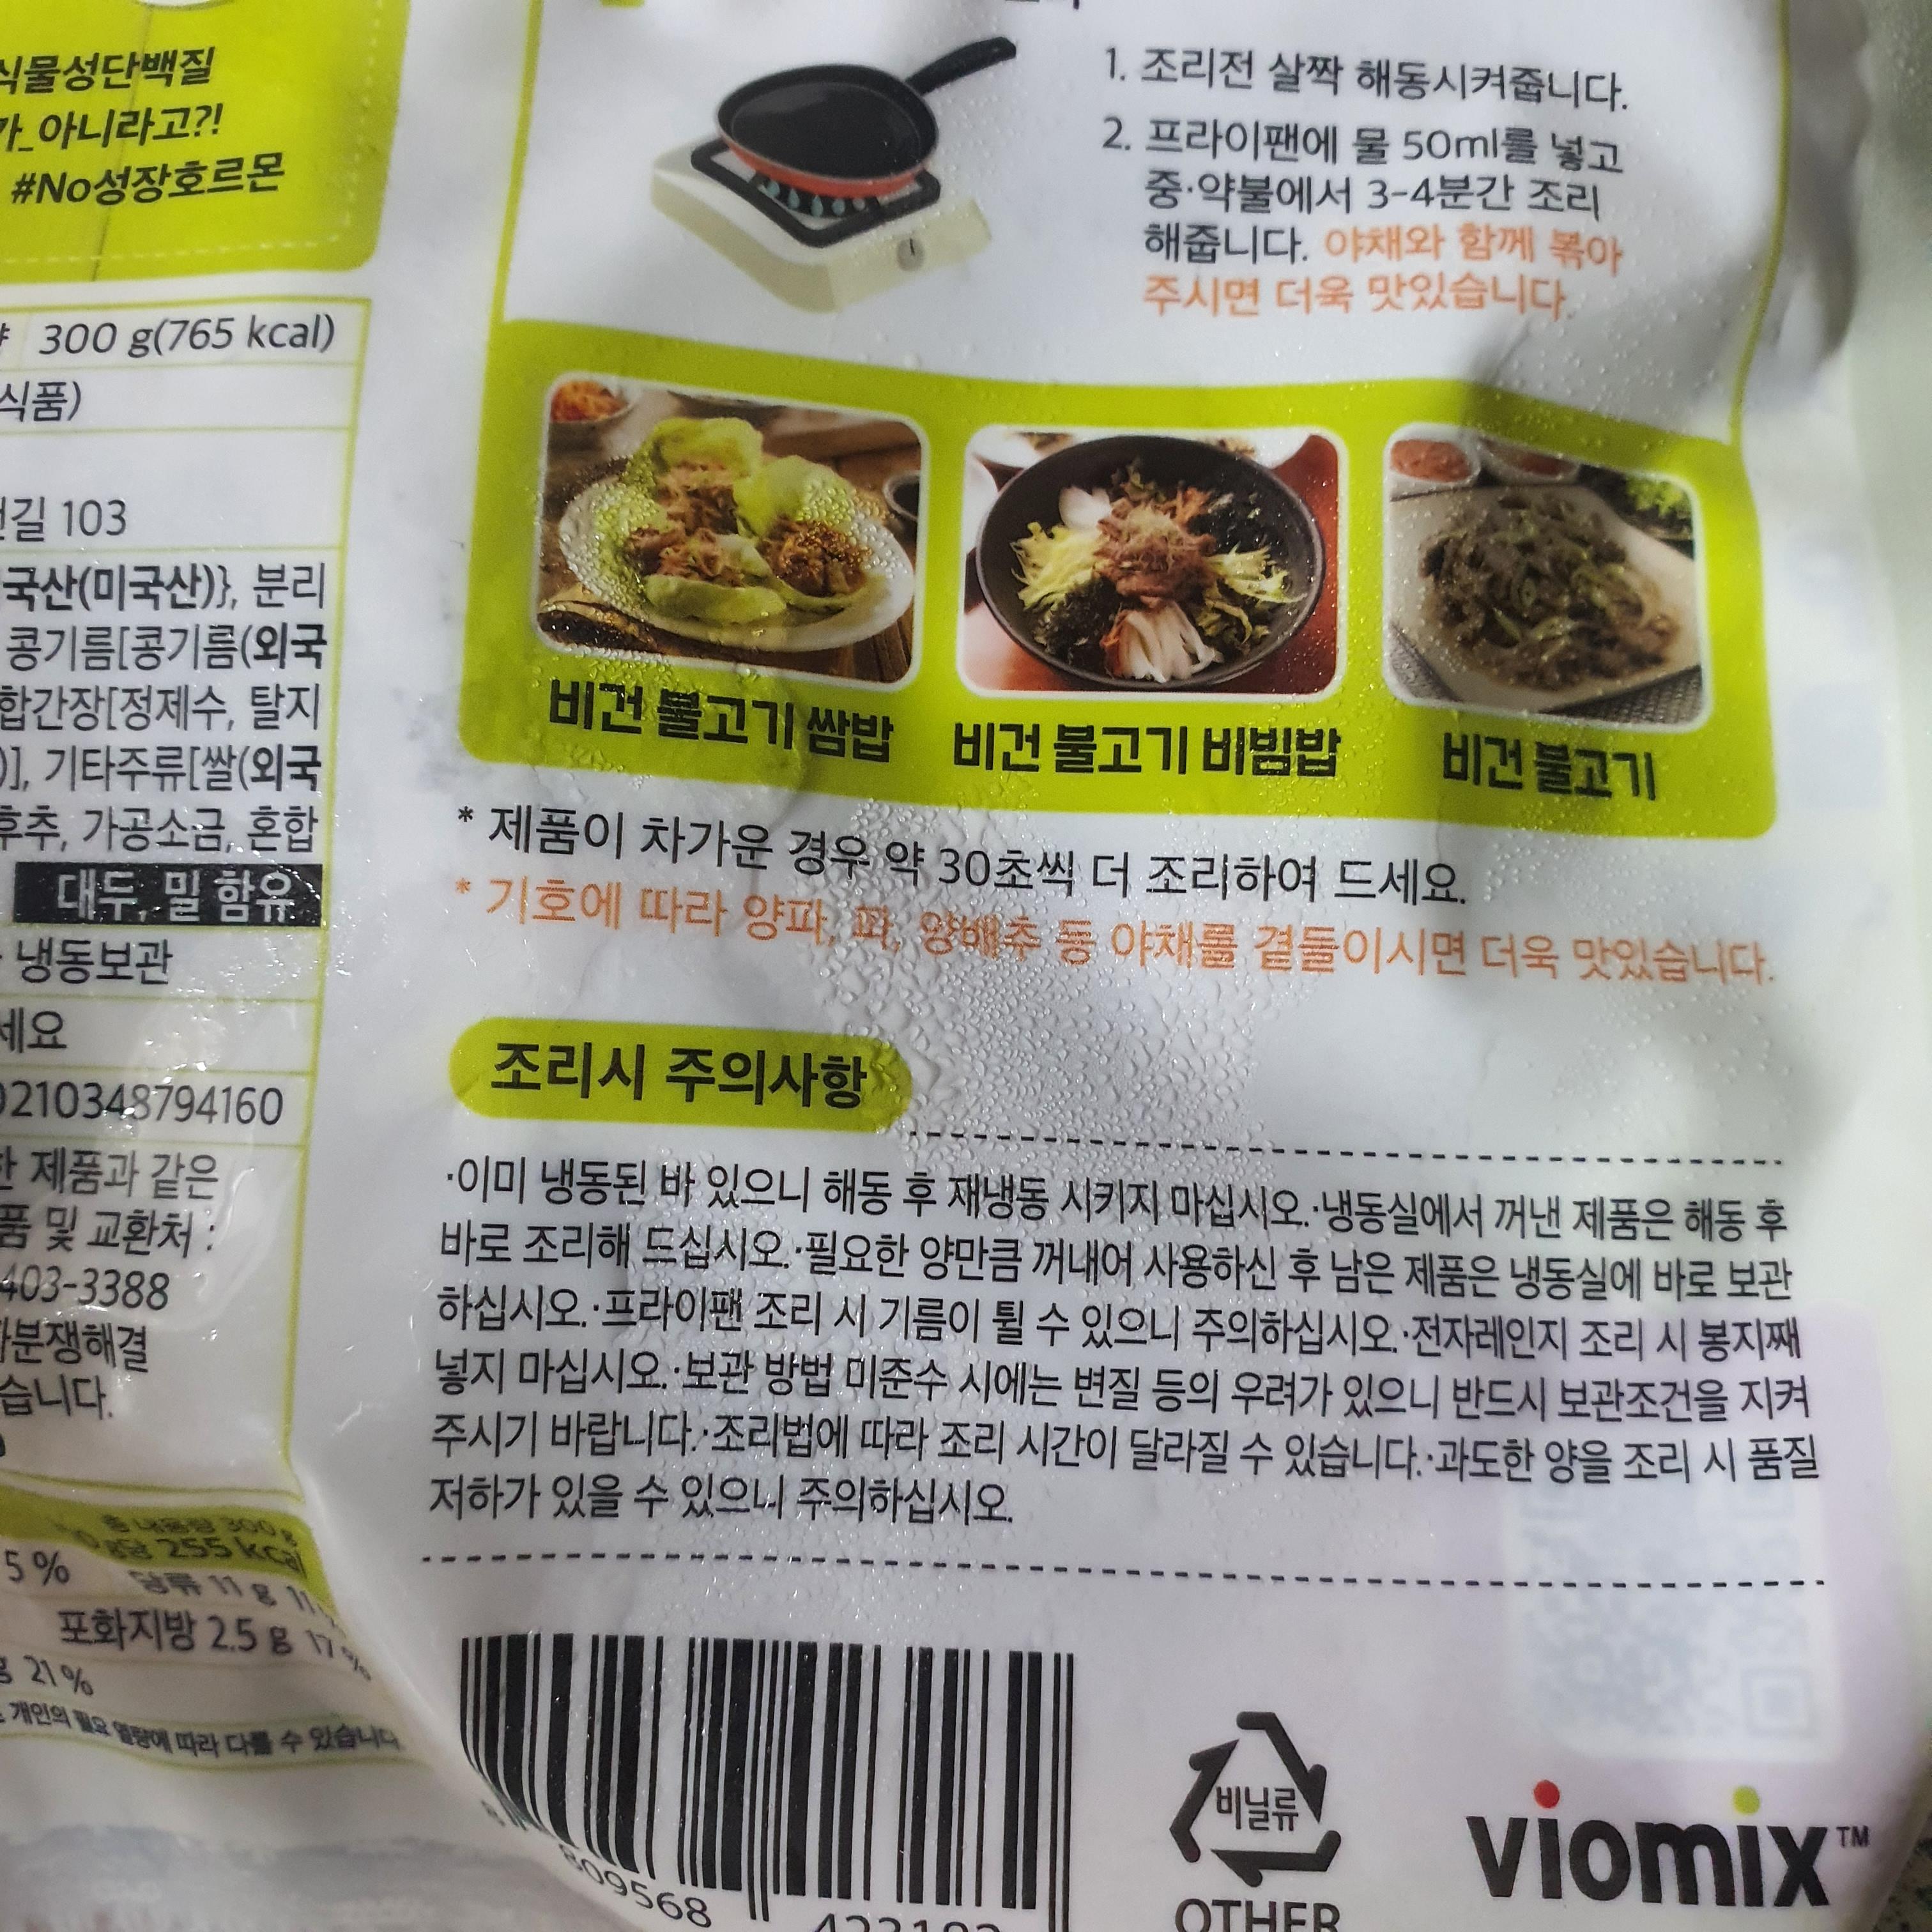 식물성단백질
가_아니라고?!
#No성장호르몬
300 g(765 kcal)
식품)
길 103
국산(미국산)}, 분리
콩기름[콩기름(외국
합간장[정제수, 탈지
)], 기타주류[쌀(외국
후추, 가공소금, 혼합
대두, 밀 함유
냉동보관
세요
0210348794160
한 제품과 같은
품 및 교환처 :
403-3388
분쟁해결
습니다.
총 내용량 300 g
255 kcal
5 %
당류 11 g 11
포화지방 2.5 g 17 %
g 21 %
개인의 필요 열량에 따라 다를 수 있습니다
1. 조리전 살짝 해동시켜줍니다.
2. 프라이팬에 물 50ml를 넣고
중·약불에서 3-4분간 조리
해줍니다. 야채와 함께 볶아
주시면 더욱 맛있습니다.
비건 불고기 쌈밥
비건 불고기 비빔밥
비건 불고기
* 제품이 차가운 경우 약 30초씩 더 조리하여 드세요.
* 기호에 따라 양파, 파, 양배추 등 야채를 곁들이시면 더욱 맛있습니다.
조리시 주의사항
·이미 냉동된 바 있으니 해동 후 재냉동 시키지 마십시오.·냉동실에서 꺼낸 제품은 해동 후
바로 조리해 드십시오.·필요한 양만큼 꺼내어 사용하신 후 남은 제품은 냉동실에 바로 보관
하십시오.·프라이팬 조리 시 기름이 튈 수 있으니 주의하십시오.·전자레인지 조리 시 봉지째
넣지 마십시오.·보관 방법 미준수 시에는 변질 등의 우려가 있으니 반드시 보관조건을 지켜
주시기 바랍니다.·조리법에 따라 조리 시간이 달라질 수 있습니다.·과도한 양을 조리 시 품질
저하가 있을 수 있으니 주의하십시오.
809568
비닐류
OTHER
viomix™